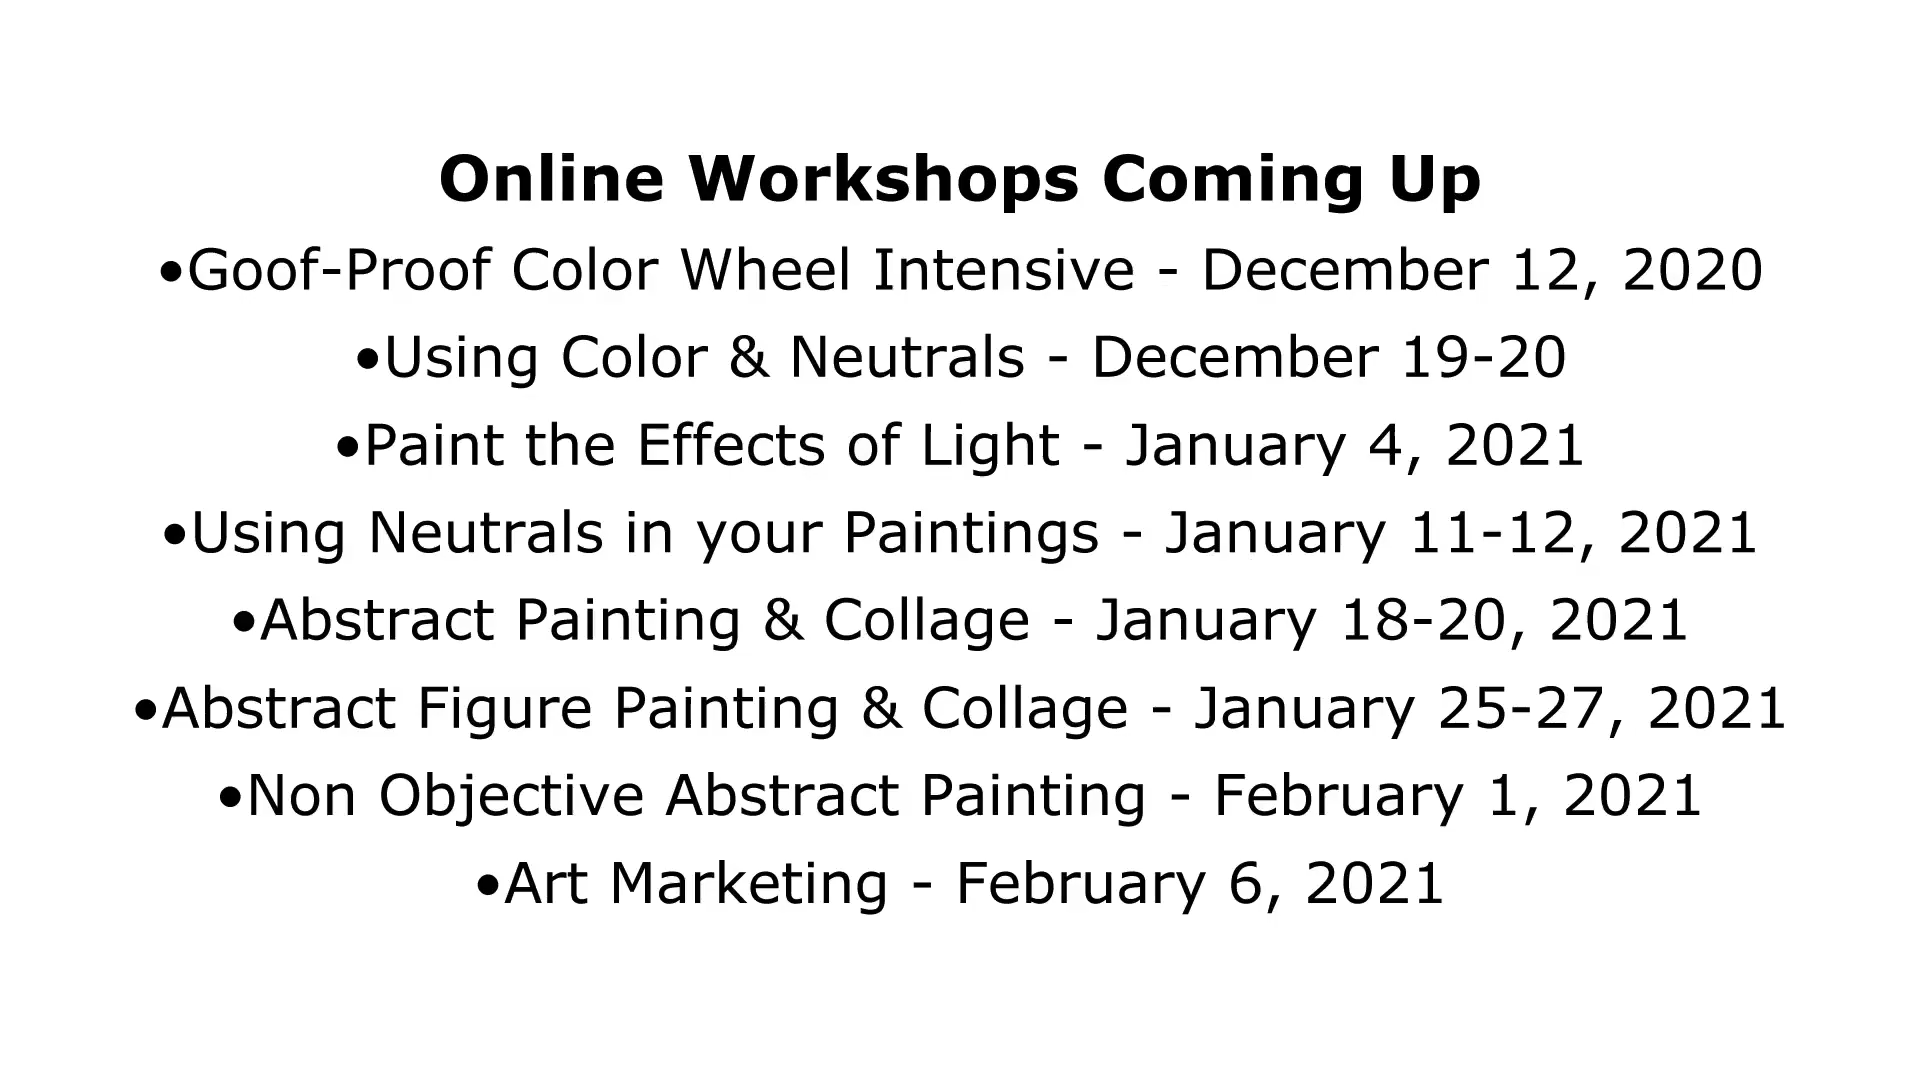 Online Workshops Coming Up
•Goof-Proof Color Wheel Intensive - December 12, 2020
•Using Color & Neutrals - December 19-20
•Paint the Effects of Light - January 4, 2021
•Using Neutrals in your Paintings - January 11-12, 2021
•Abstract Painting & Collage - January 18-20, 2021
•Abstract Figure Painting & Collage - January 25-27, 2021
•Non Objective Abstract Painting - February 1, 2021
•Art Marketing - February 6, 2021